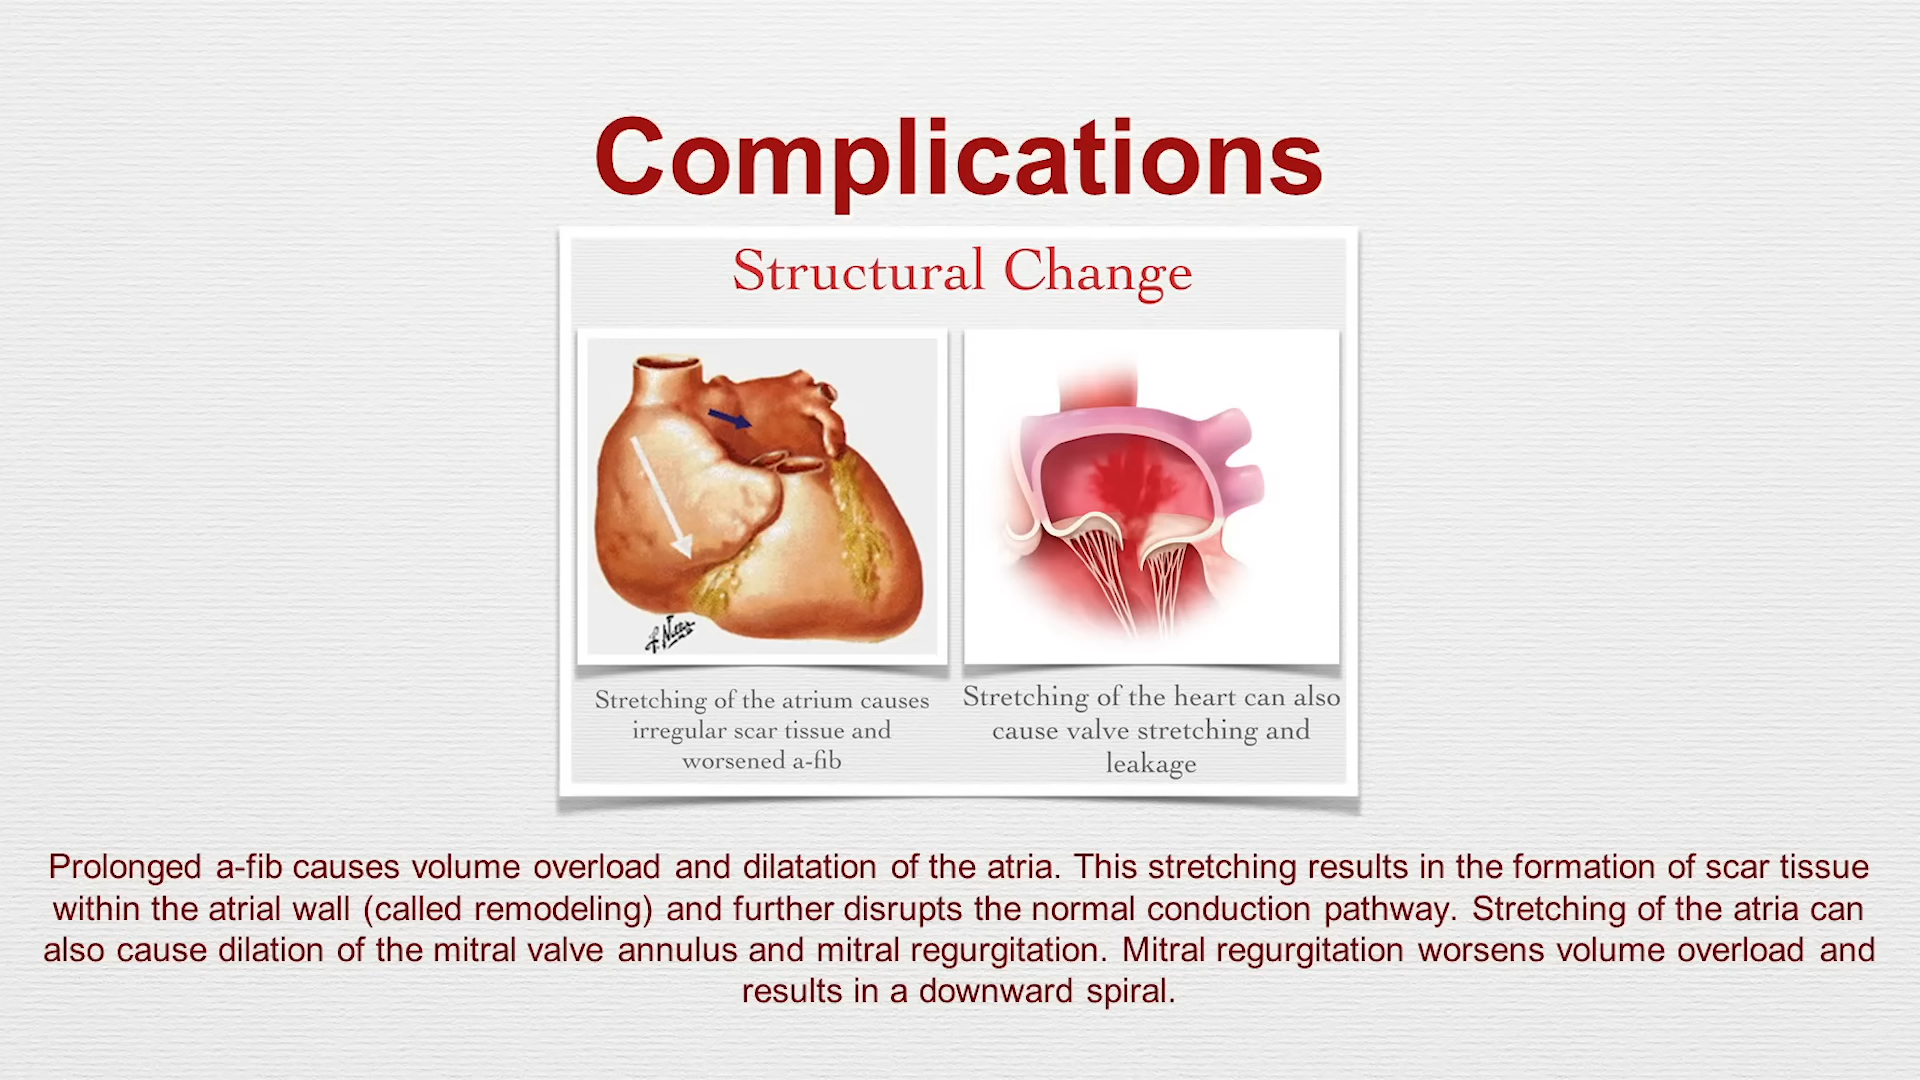 Complications
Structural Change
Stretching of the atrium causes
irregular scar tissue and
worsened a-fib
Stretching of the heart can also
cause valve stretching and
leakage
Prolonged a-fib causes volume overload and dilatation of the atria. This stretching results in the formation of scar tissue
within the atrial wall (called remodeling) and further disrupts the normal conduction pathway. Stretching of the atria can
also cause dilation of the mitral valve annulus and mitral regurgitation. Mitral regurgitation worsens volume overload and
results in a downward spiral.